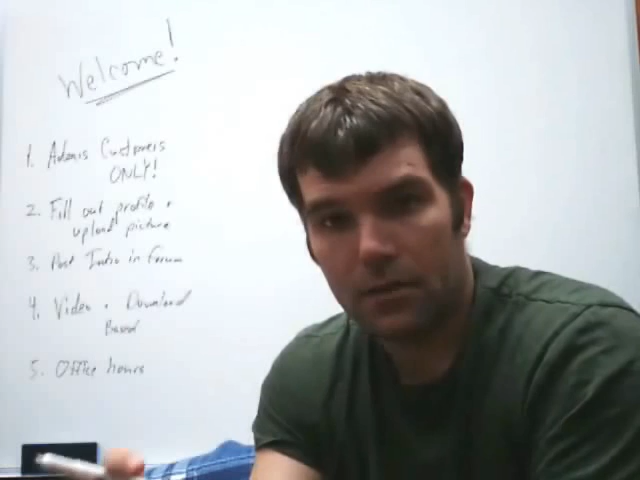 Welcome!
1. Adonis Customers
ONLY!
2. Fill out profile +
upload picture
3. Post Intro in Forum
4. Video + Download
Based
5. Office hours